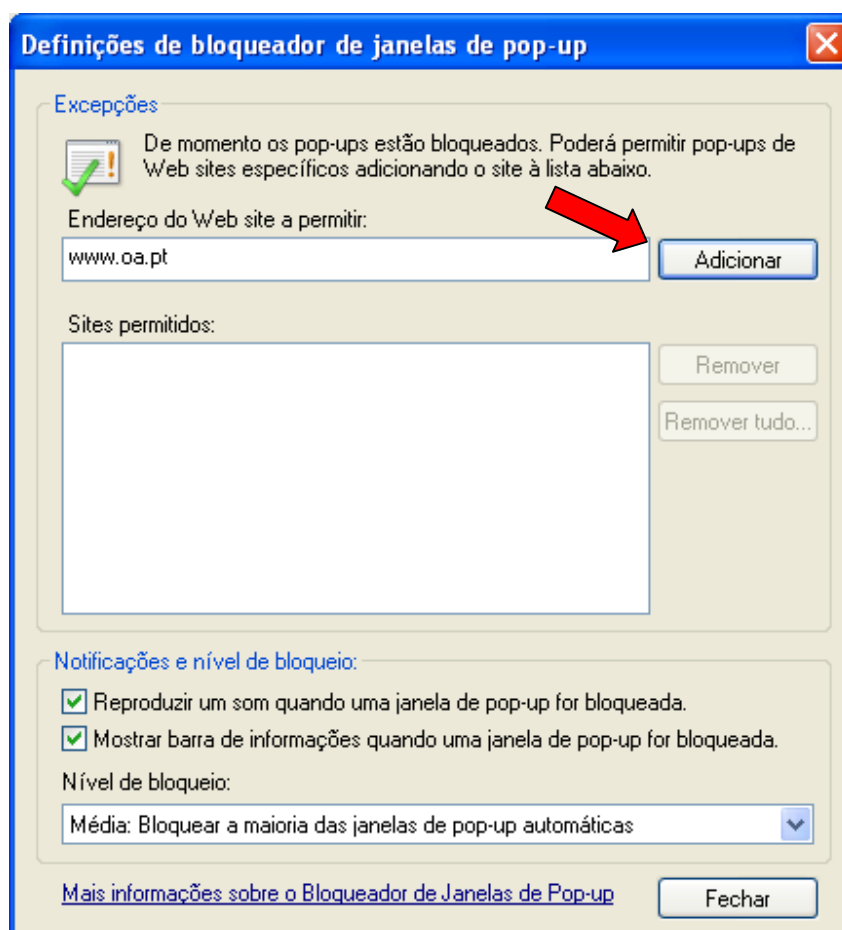 Definições de bloqueador de janelas de pop-up
Excepções
De momento os pop-ups estão bloqueados. Poderá permitir pop-ups de
Web sites específicos adicionando o site à lista abaixo.
Endereço do Web site a permitir:
www.oa.pt
Adicionar
Sites permitidos:
Remover
Remover tudo...
Notificações e nível de bloqueio:
Reproduzir um som quando uma janela de pop-up for bloqueada.
Mostrar barra de informações quando uma janela de pop-up for bloqueada.
Nível de bloqueio:
Média: Bloquear a maioria das janelas de pop-up automáticas
Mais informações sobre o Bloqueador de Janelas de Pop-up
Fechar